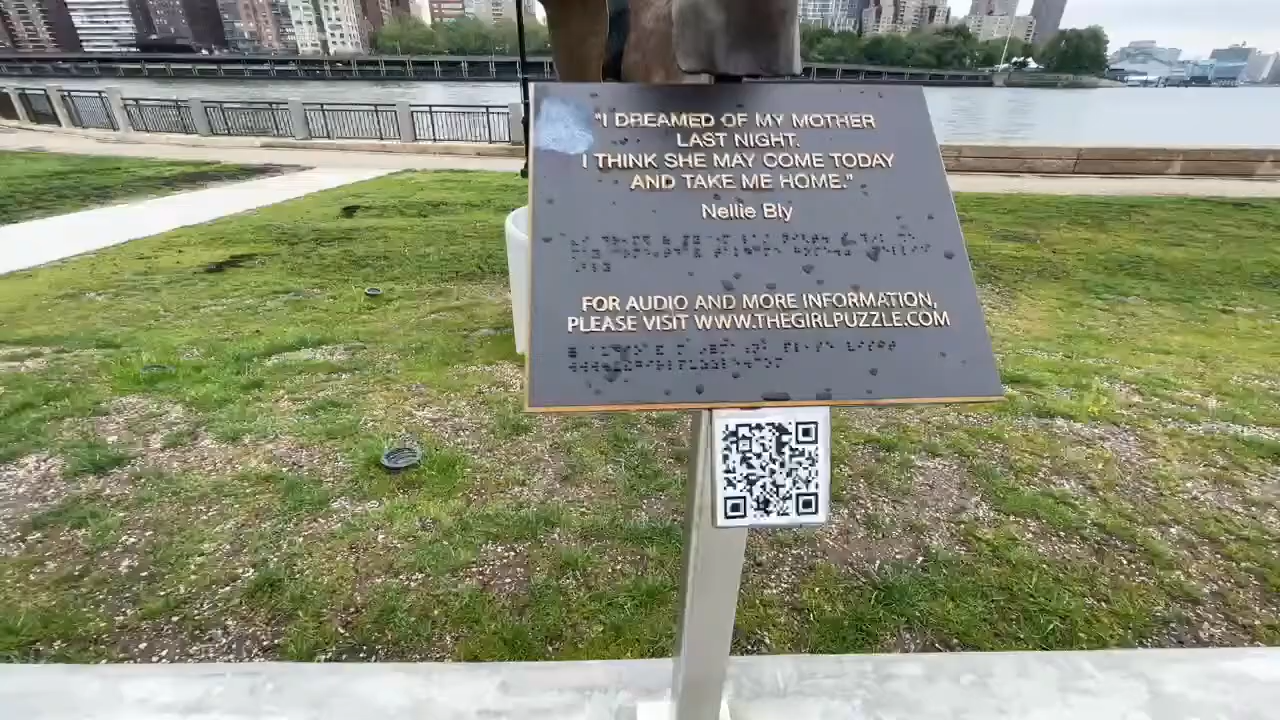 "I DREAMED OF MY MOTHER
LAST NIGHT.
I THINK SHE MAY COME TODAY
AND TAKE ME HOME."
Nellie Bly
FOR AUDIO AND MORE INFORMATION,
PLEASE VISIT WWW.THEGIRLPUZZLE.COM